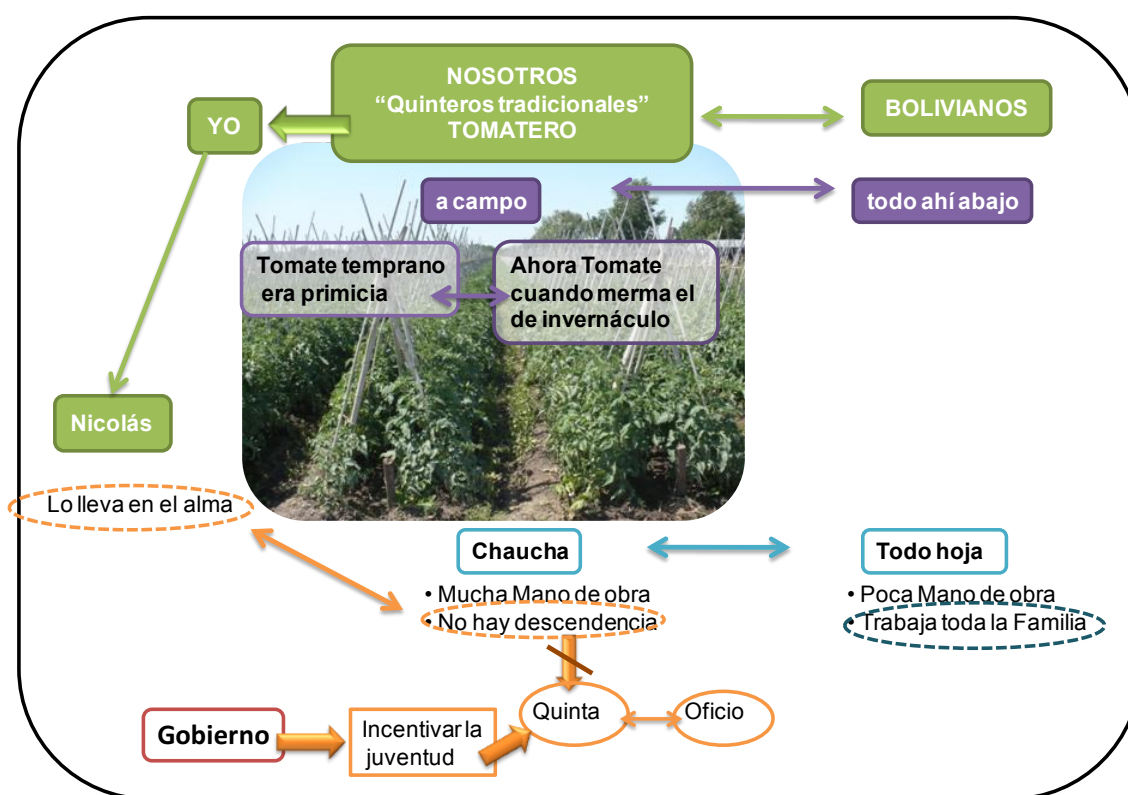 NOSOTROS
“Quinteros tradicionales”
TOMATERO
YO
BOLIVIANOS
a campo
todo ahí abajo
Tomate temprano
era primicia
Ahora Tomate
cuando merma el
de invernáculo
Nicolás
Lo lleva en el alma
Chaucha
Todo hoja
• Mucha Mano de obra
• No hay descendencia
• Poca Mano de obra
• Trabaja toda la Familia
Quinta
Oficio
Gobierno
Incentivar la
juventud